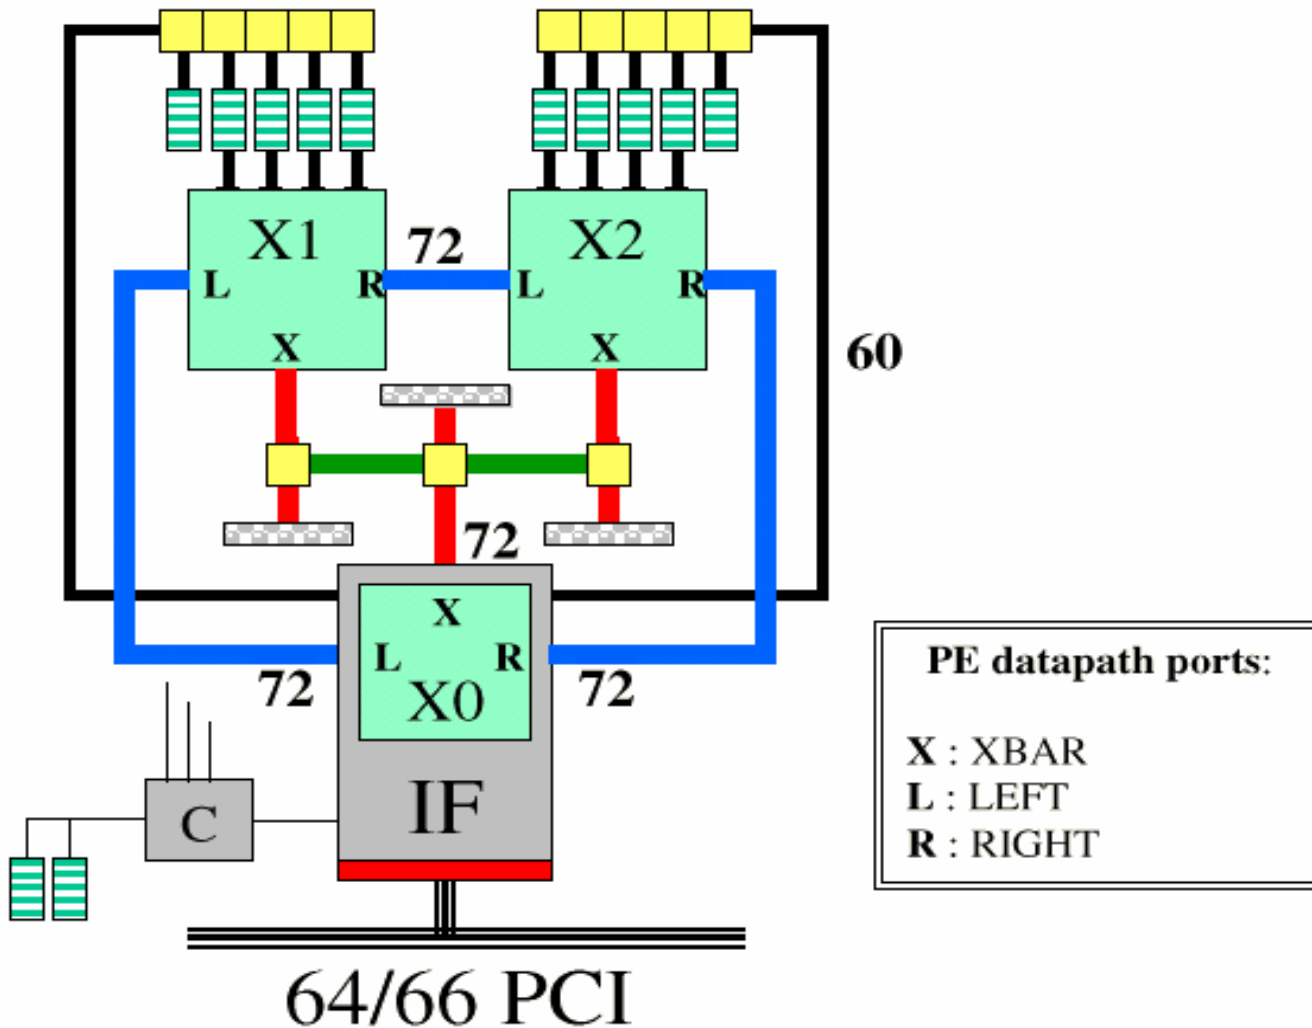 X1
X2
72
L
R
L
R
X
X
60
72
X
L
R
X0
72
72
IF
C
64/66 PCI
PE datapath ports:
X : XBAR
L : LEFT
R : RIGHT